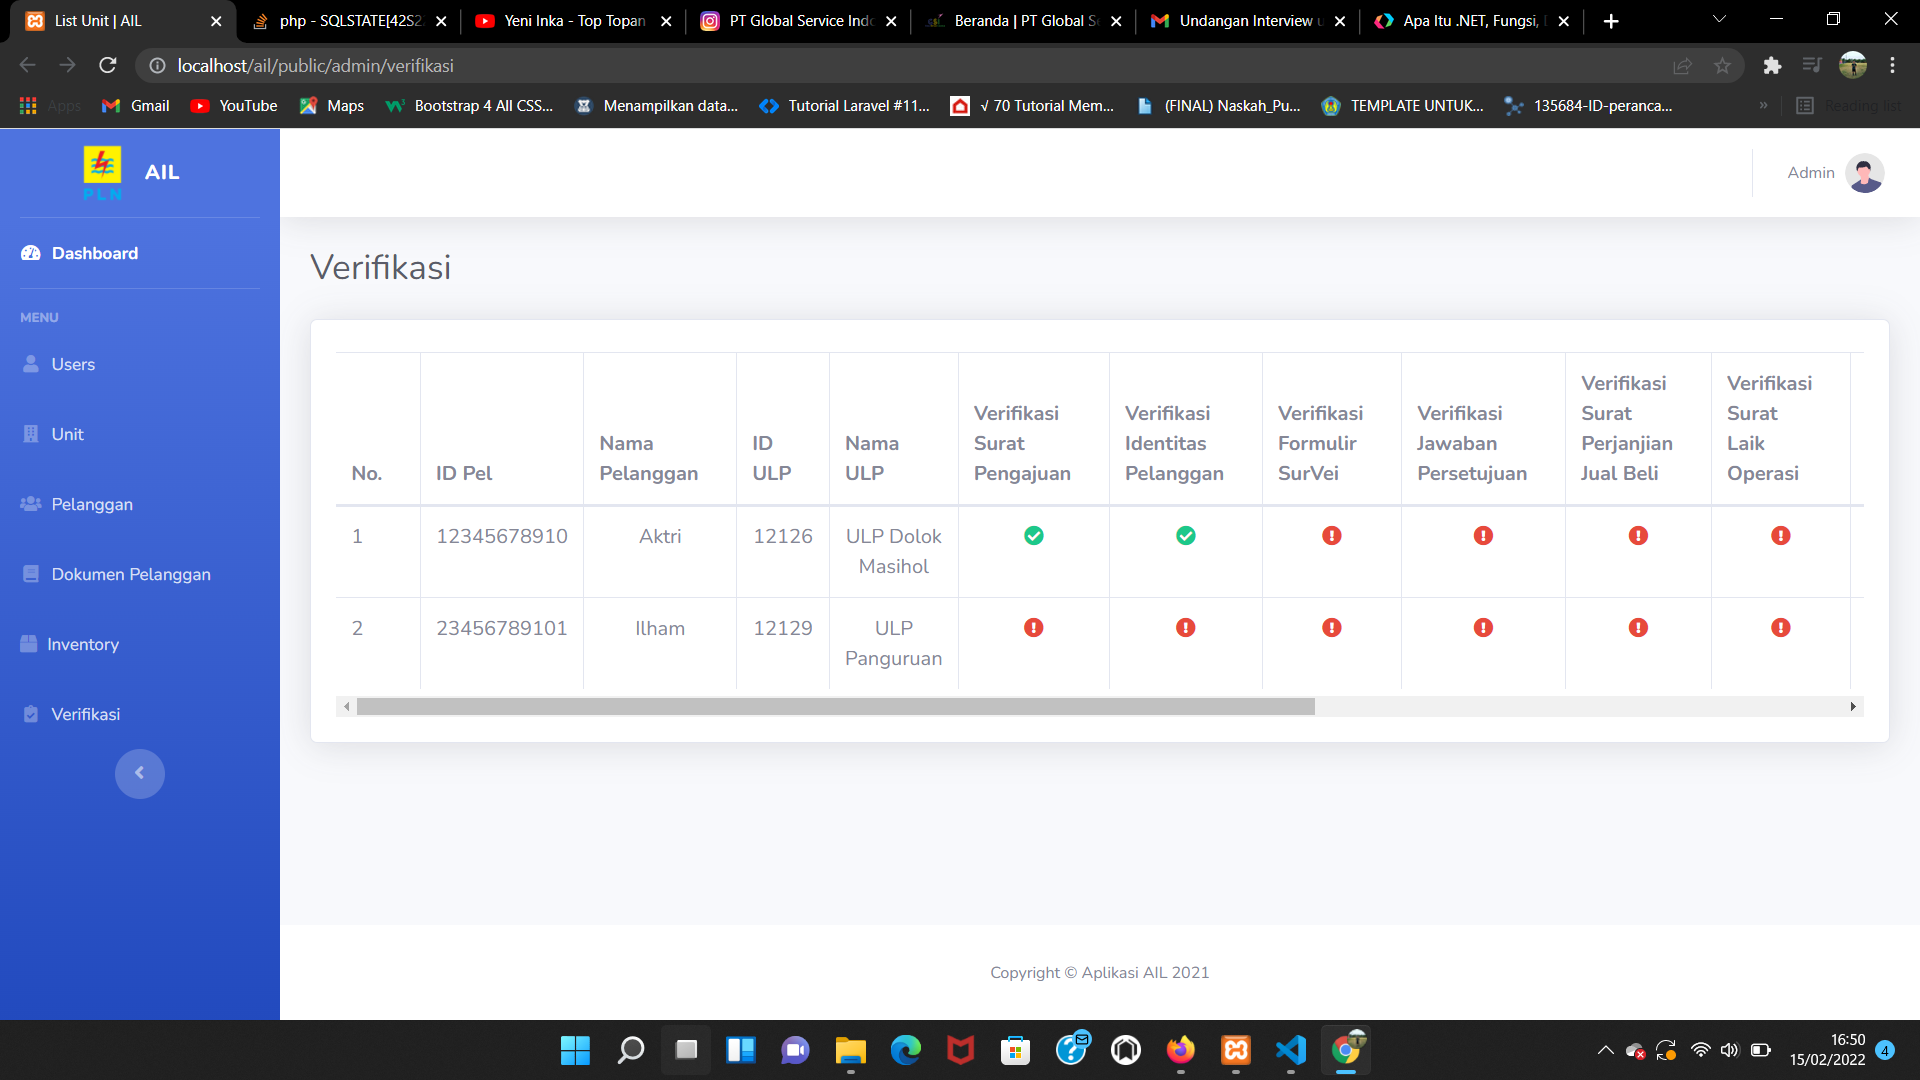 List Unit | AIL
php - SQLSTATE[42S2
Yeni Inka - Top Topan
PT Global Service Indo
Beranda | PT Global Se
Undangan Interview u
Apa Itu .NET, Fungsi,
localhost/ail/public/admin/verifikasi
Apps
Gmail
YouTube
Maps
Bootstrap 4 All CSS...
Menampilkan data...
Tutorial Laravel #11...
√ 70 Tutorial Mem...
(FINAL) Naskah_Pu...
TEMPLATE UNTUK...
135684-ID-peranca...
»
Reading list
PLN
AIL
Admin
Dashboard
MENU
Users
Unit
Pelanggan
Dokumen Pelanggan
Inventory
Verifikasi
Verifikasi
No.
ID Pel
Nama
Pelanggan
ID
ULP
Nama
ULP
Verifikasi
Surat
Pengajuan
Verifikasi
Identitas
Pelanggan
Verifikasi
Formulir
SurVei
Verifikasi
Jawaban
Persetujuan
Verifikasi
Surat
Perjanjian
Jual Beli
Verifikasi
Surat
Laik
Operasi
1
12345678910
Aktri
12126
ULP Dolok
Masihol
2
23456789101
Ilham
12129
ULP
Panguruan
Copyright © Aplikasi AIL 2021
16:50
15/02/2022
4